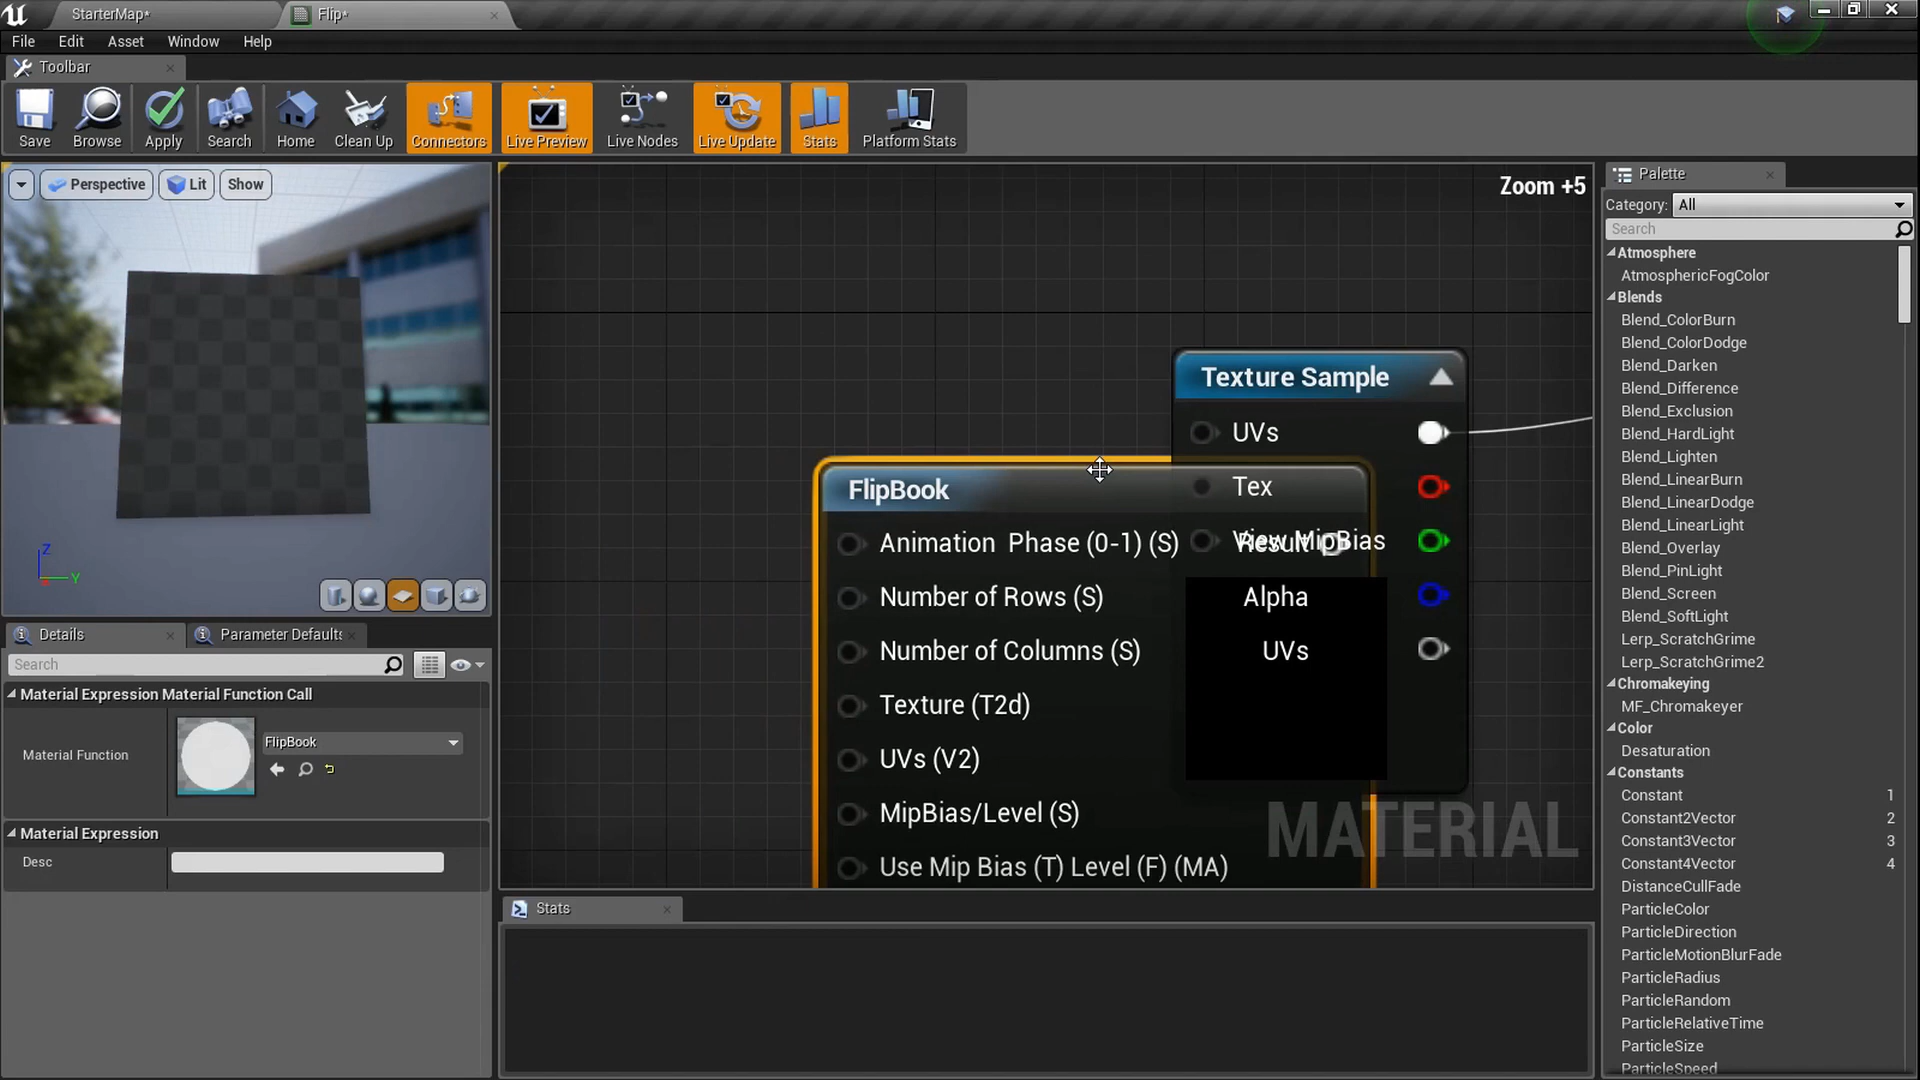 StarterMap*
Flip*
File Edit Asset Window Help
Toolbar
Save Browse Apply Search Home Clean Up Connectors Live Preview Live Nodes Live Update Stats Platform Stats
Perspective Lit Show
Z
Y
Zoom +5
Texture Sample
UVs
Tex
View MipBias
FlipBook
Animation Phase (0-1) (S)
Result
Number of Rows (S)
Alpha
Number of Columns (S)
UVs
Texture (T2d)
UVs (V2)
MipBias/Level (S)
Use Mip Bias (T) Level (F) (MA)
MATERIAL
Details
Parameter Defaults
Search
Material Expression Material Function Call
Material Function
FlipBook
Material Expression
Desc
Stats
Palette
Category: All
Search
Atmosphere
AtmosphericFogColor
Blends
Blend_ColorBurn
Blend_ColorDodge
Blend_Darken
Blend_Difference
Blend_Exclusion
Blend_HardLight
Blend_Lighten
Blend_LinearBurn
Blend_LinearDodge
Blend_LinearLight
Blend_Overlay
Blend_PinLight
Blend_Screen
Blend_SoftLight
Lerp_ScratchGrime
Lerp_ScratchGrime2
Chromakeying
MF_Chromakeyer
Color
Desaturation
Constants
Constant 1
Constant2Vector 2
Constant3Vector 3
Constant4Vector 4
DistanceCullFade
ParticleColor
ParticleDirection
ParticleMotionBlurFade
ParticleRadius
ParticleRandom
ParticleRelativeTime
ParticleSize
ParticleSpeed